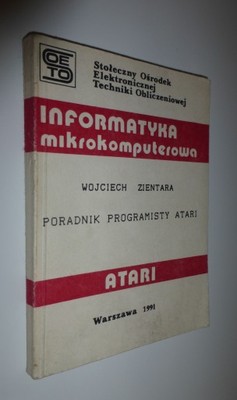 OETO
Stołeczny Ośrodek
Elektronicznej
Techniki Obliczeniowej
INFORMATYKA
mikrokomputerowa
WOJCIECH ZIENTARA
PORADNIK PROGRAMISTY ATARI
ATARI
Warszawa 1991